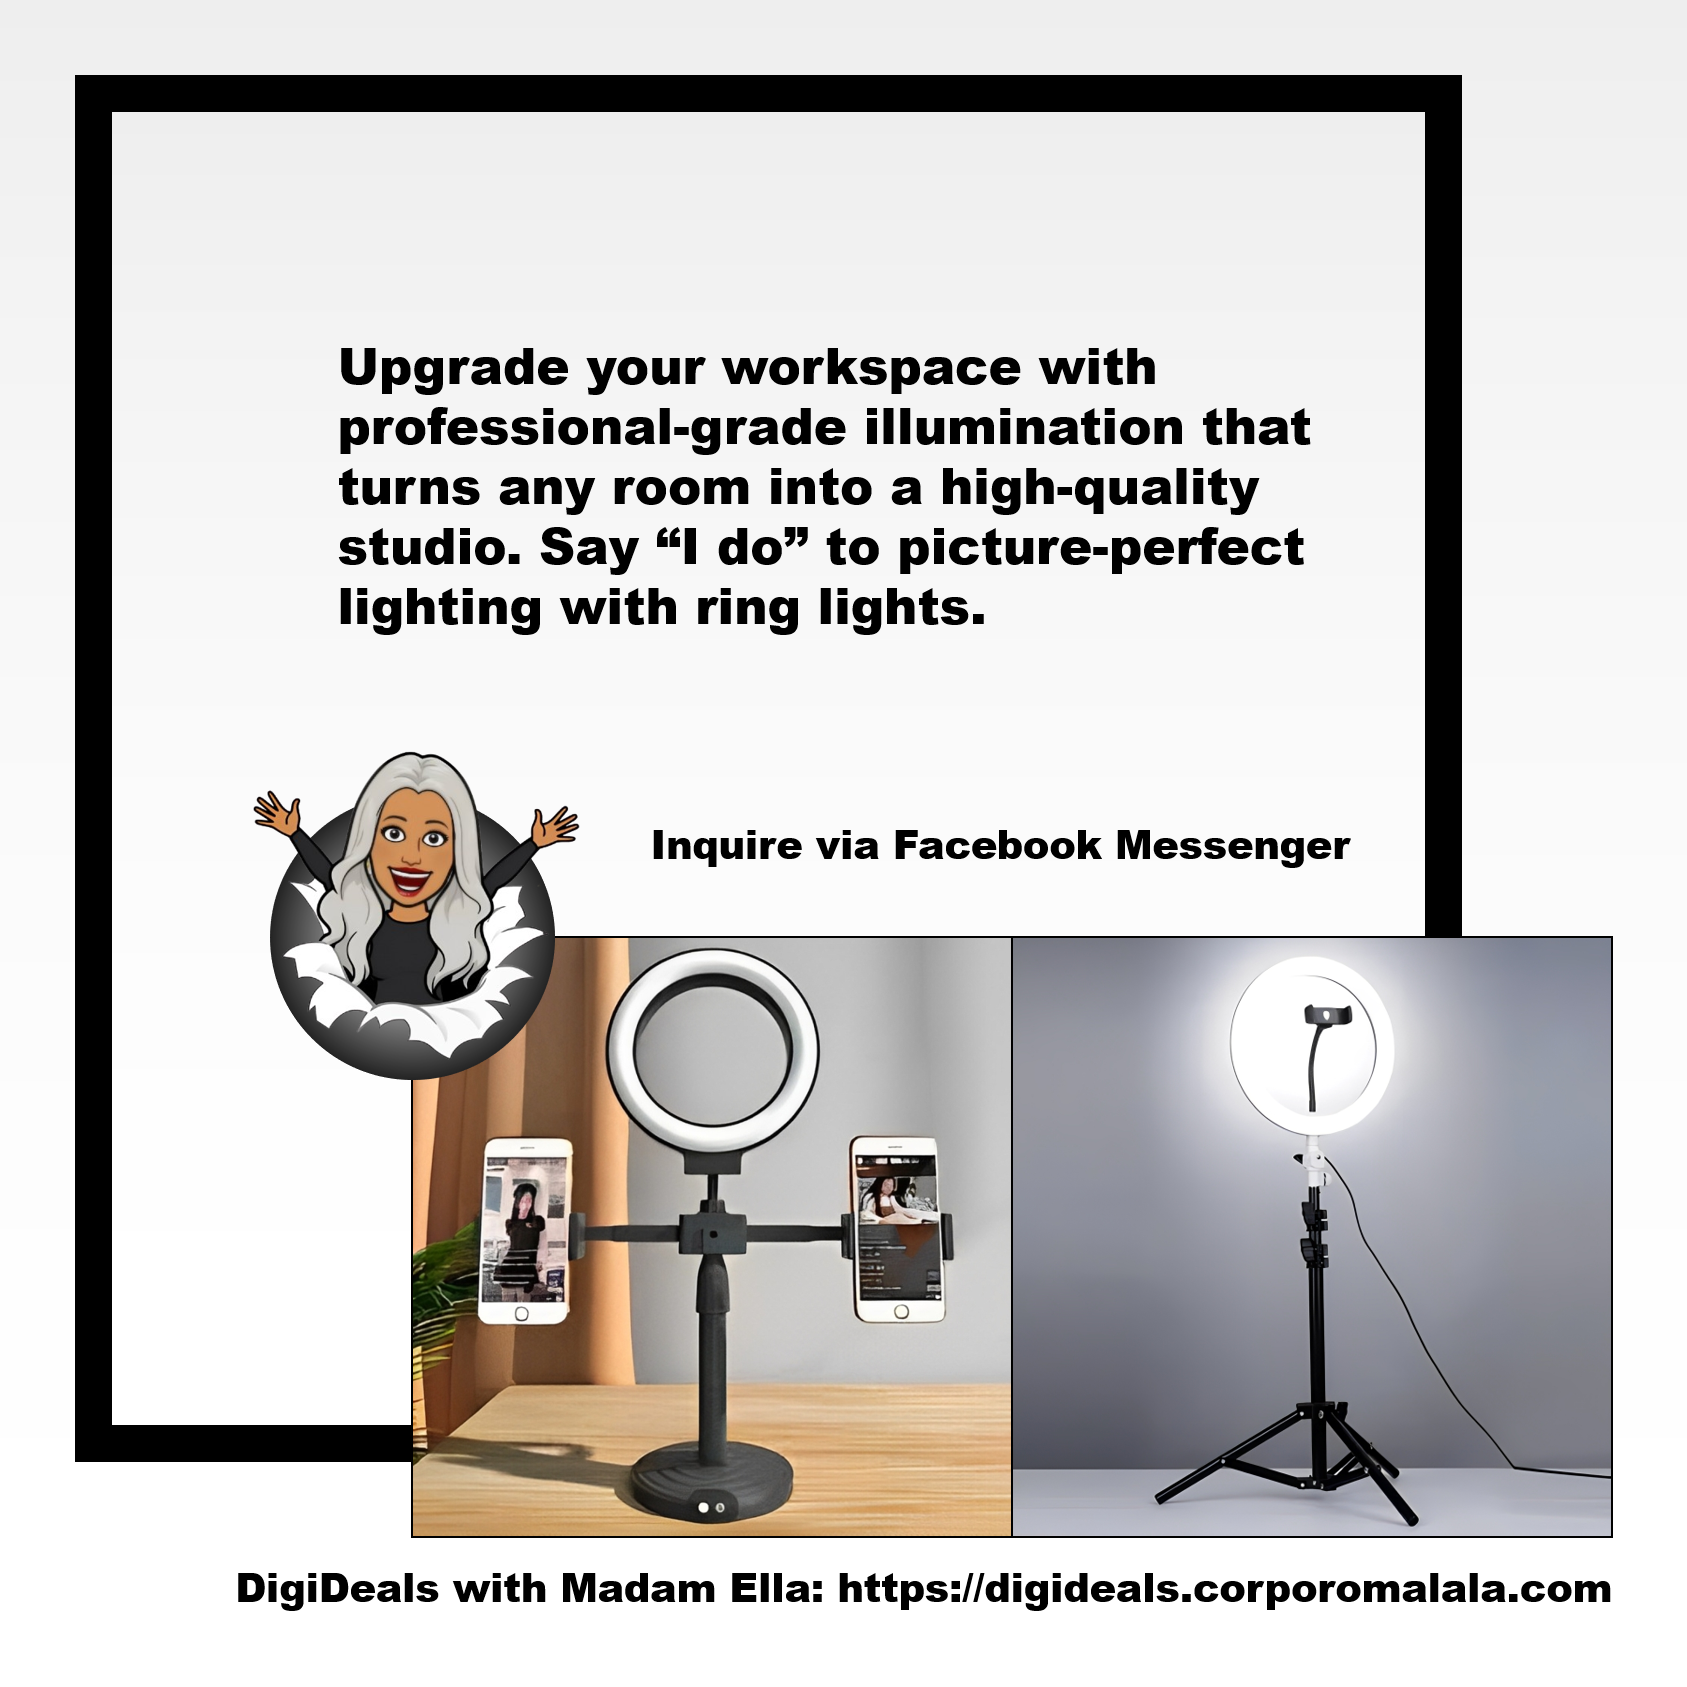 Upgrade your workspace with
professional-grade illumination that
turns any room into a high-quality
studio. Say “I do” to picture-perfect
lighting with ring lights.
Inquire via Facebook Messenger
DigiDeals with Madam Ella: https://digideals.corporomalala.com